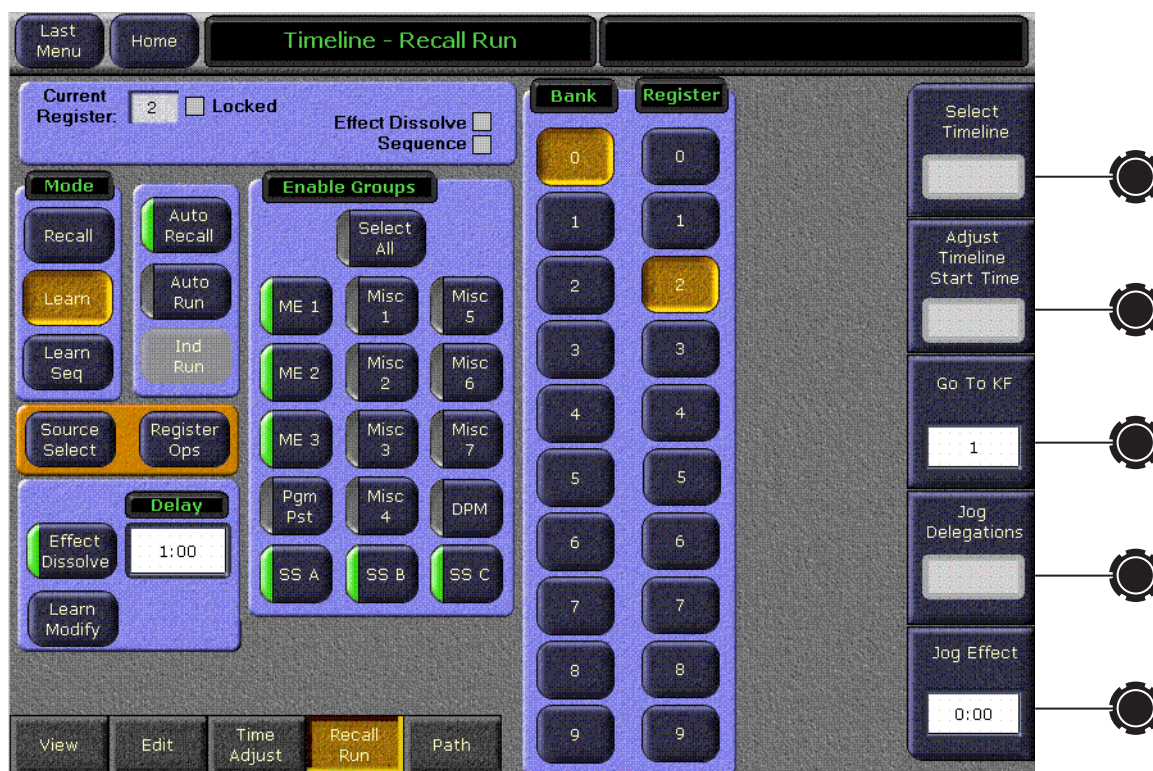 Last
Menu
Home
Timeline - Recall Run
Current
Register:
2
Locked
Effect Dissolve
Sequence
Mode
Recall
Learn
Learn
Seq
Auto
Recall
Auto
Run
Ind
Run
Source
Select
Register
Ops
Delay
Effect
Dissolve
1:00
Learn
Modify
Enable Groups
Select
All
ME 1
Misc
1
Misc
5
ME 2
Misc
2
Misc
6
ME 3
Misc
3
Misc
7
Pgm
Pst
Misc
4
DPM
SS A
SS B
SS C
Bank
Register
0
0
1
1
2
2
3
3
4
4
5
5
6
6
7
7
8
8
9
9
Select
Timeline
Adjust
Timeline
Start Time
Go To KF
1
Jog
Delegations
Jog Effect
0:00
View
Edit
Time
Adjust
Recall
Run
Path